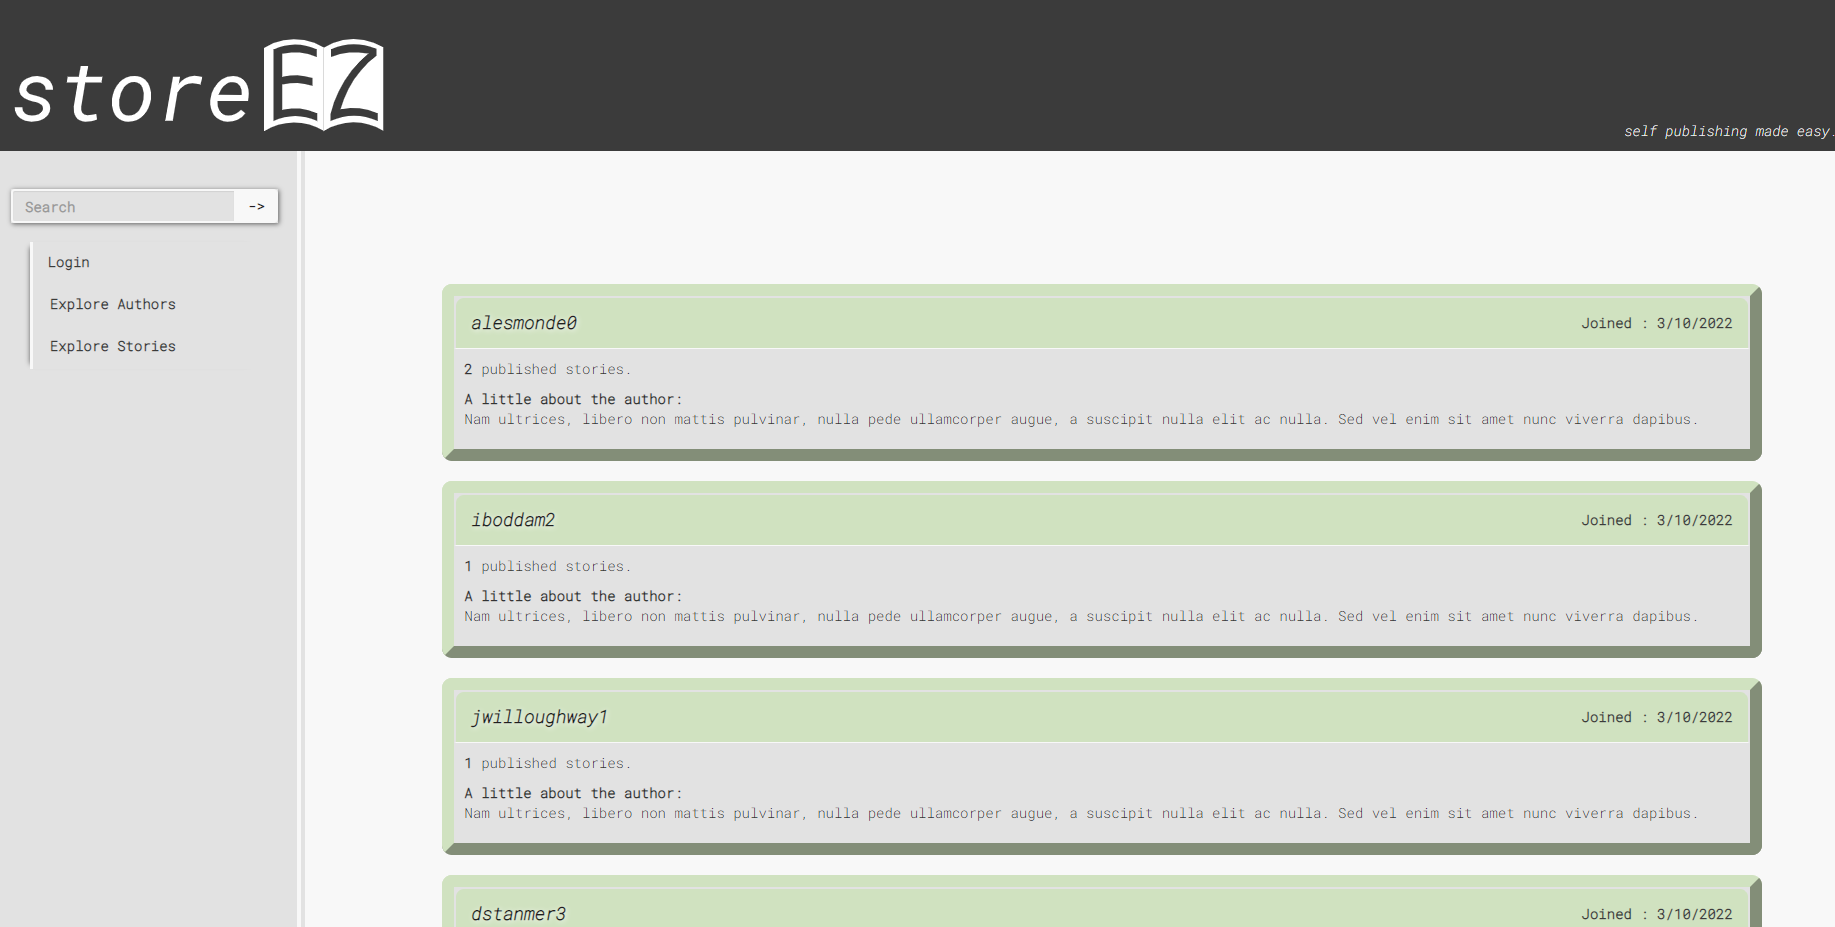 store EZ
self publishing made easy.
Search ->
Login
Explore Authors
Explore Stories
alesmonde0 Joined : 3/10/2022
2 published stories.
A little about the author:
Nam ultrices, libero non mattis pulvinar, nulla pede ullamcorper augue, a suscipit nulla elit ac nulla. Sed vel enim sit amet nunc viverra dapibus.
iboddam2 Joined : 3/10/2022
1 published stories.
A little about the author:
Nam ultrices, libero non mattis pulvinar, nulla pede ullamcorper augue, a suscipit nulla elit ac nulla. Sed vel enim sit amet nunc viverra dapibus.
jwilloughway1 Joined : 3/10/2022
1 published stories.
A little about the author:
Nam ultrices, libero non mattis pulvinar, nulla pede ullamcorper augue, a suscipit nulla elit ac nulla. Sed vel enim sit amet nunc viverra dapibus.
dstanmer3 Joined : 3/10/2022